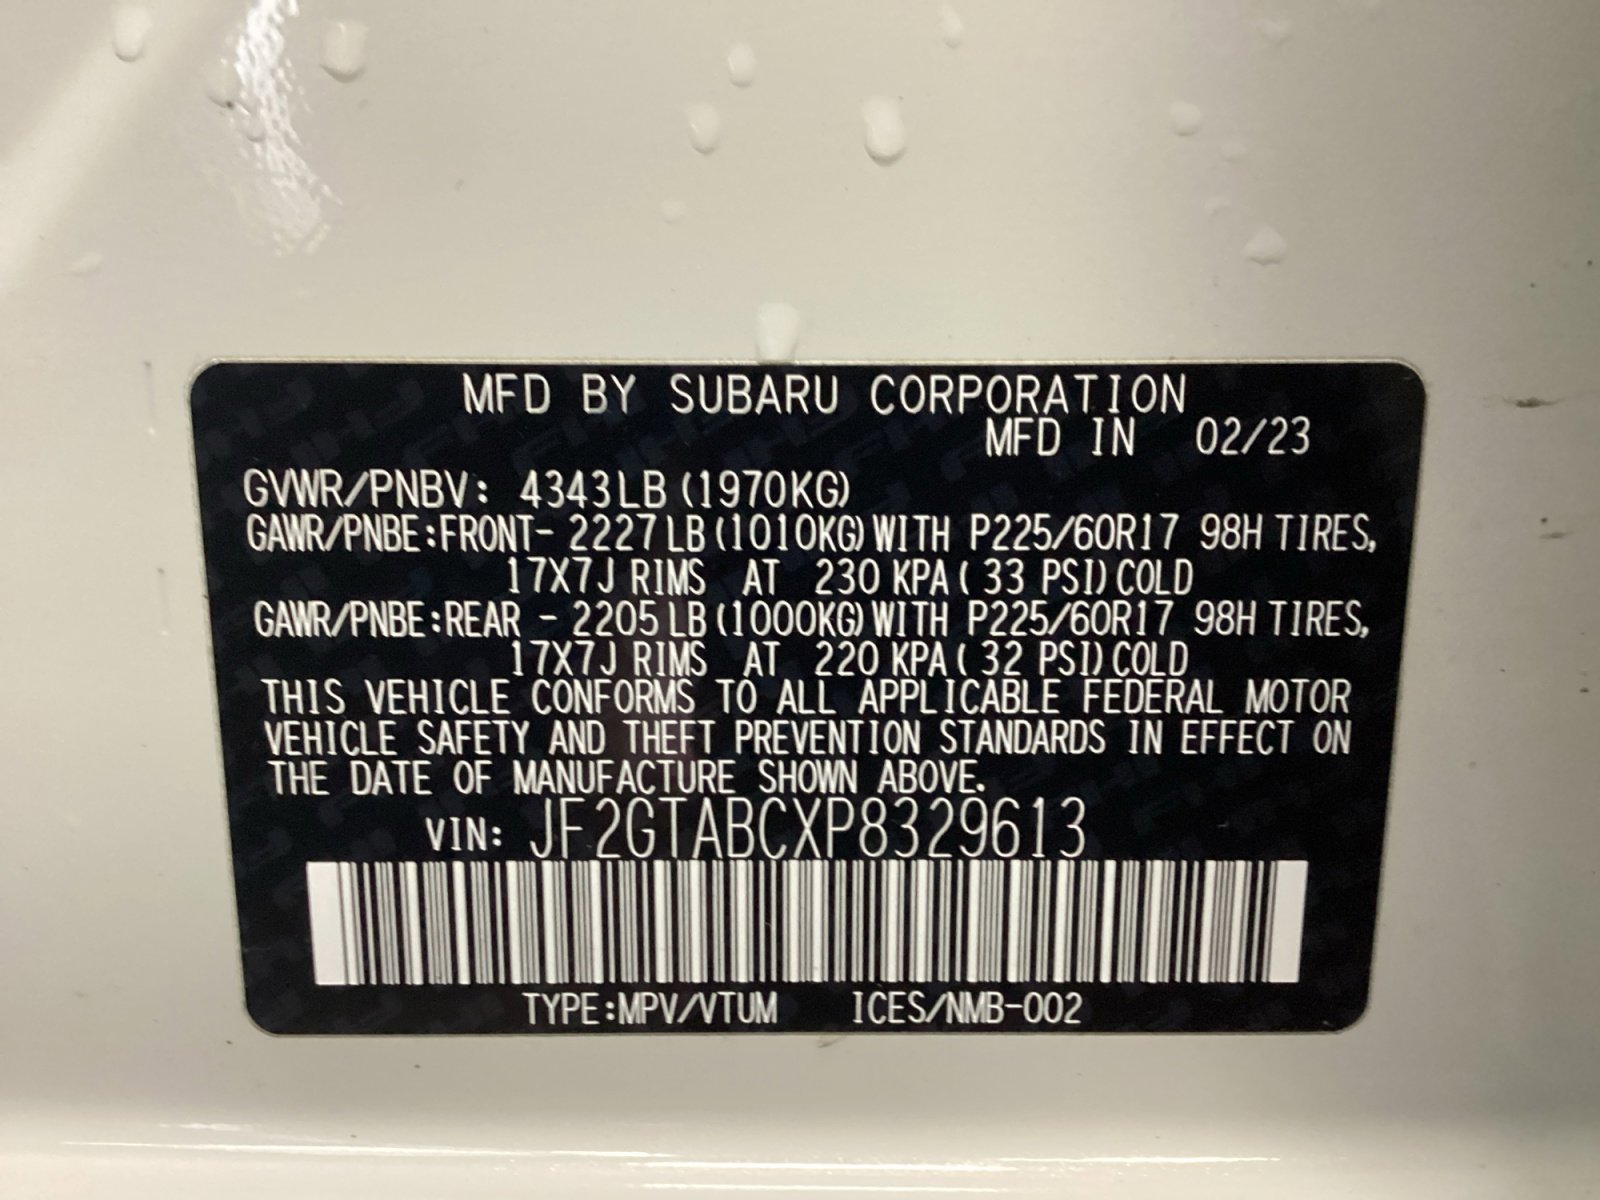 MFD BY SUBARU CORPORATION
MFD IN 02/23
GVWR/PNBV: 4343LB (1970KG)
GAWR/PNBE:FRONT- 2227 LB (1010KG) WITH P225/60R17 98H TIRES,
17X7J RIMS AT 230 KPA ( 33 PSI) COLD
GAWR/PNBE:REAR - 2205 LB (1000KG) WITH P225/60R17 98H TIRES,
17X7J RIMS AT 220 KPA ( 32 PSI) COLD
THIS VEHICLE CONFORMS TO ALL APPLICABLE FEDERAL MOTOR
VEHICLE SAFETY AND THEFT PREVENTION STANDARDS IN EFFECT ON
THE DATE OF MANUFACTURE SHOWN ABOVE.
VIN: JF2GTABCXP8329613
TYPE:MPV/VTUM ICES/NMB-002